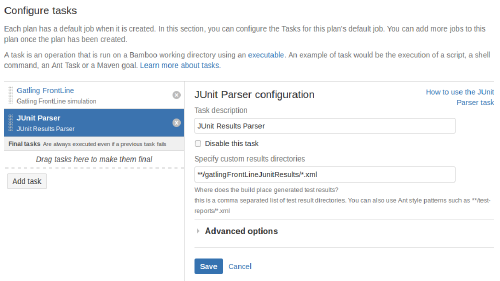 Configure tasks
Each plan has a default job when it is created. In this section, you can configure the Tasks for this plan's default job. You can add more jobs to this
plan once the plan has been created.
A task is an operation that is run on a Bamboo working directory using an executable. An example of task would be the execution of a script, a shell
command, an Ant Task or a Maven goal. Learn more about tasks.
Gatling FrontLine
Gatling FrontLine simulation
JUnit Parser
JUnit Results Parser
Final tasks Are always executed even if a previous task fails
Drag tasks here to make them final
Add task
JUnit Parser configuration
How to use the JUnit
Parser task
Task description
JUnit Results Parser
Disable this task
Specify custom results directories
**/gatlingFrontLineJunitResults/*.xml
Where does the build place generated test results?
this is a comma separated list of test result directories. You can also use Ant style patterns such as **/test-
reports/*.xml
Advanced options
Save
Cancel